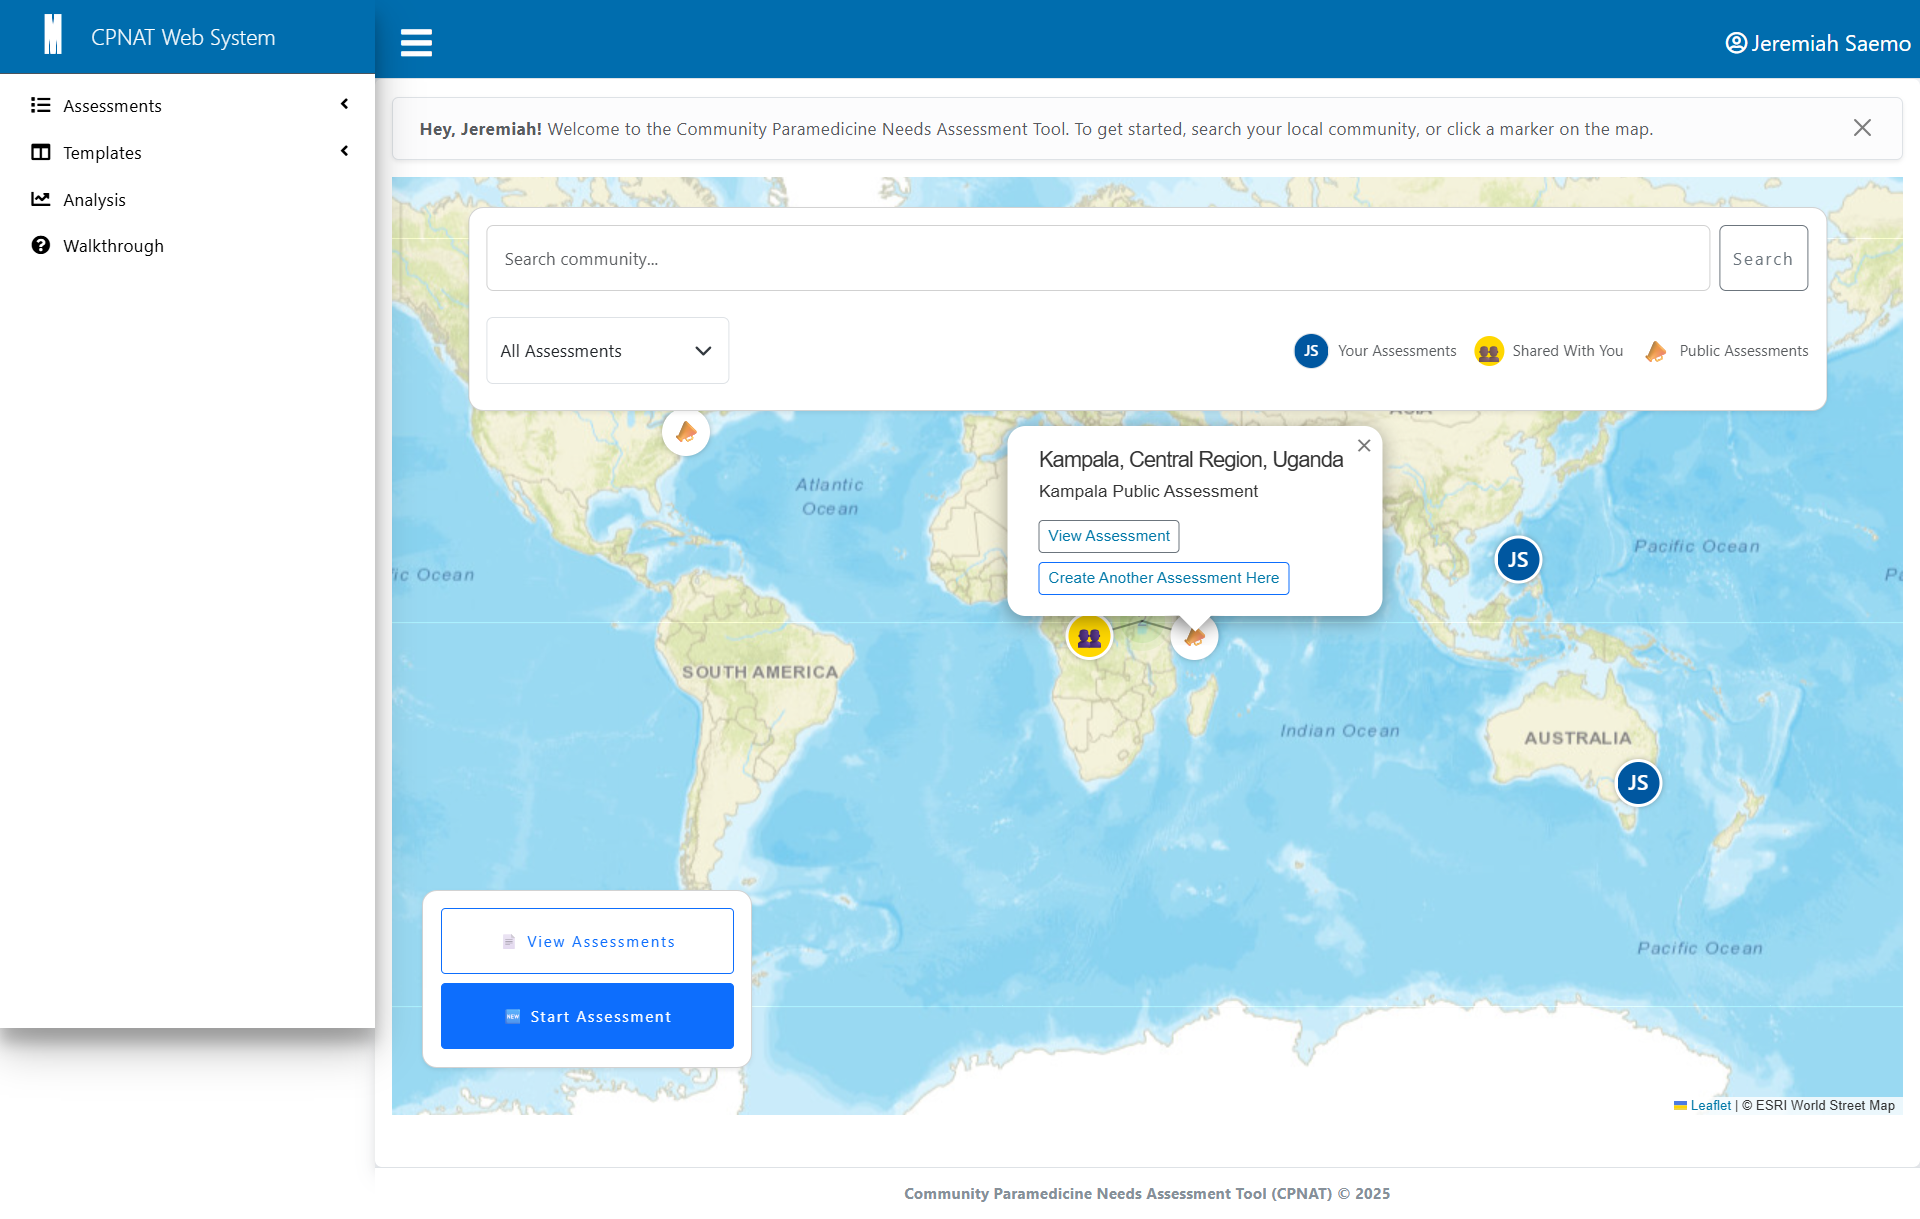 CPNAT Web System
Jeremiah Saemo
Assessments
Templates
Analysis
Walkthrough
Hey, Jeremiah! Welcome to the Community Paramedicine Needs Assessment Tool. To get started, search your local community, or click a marker on the map.
Search community...
Search
All Assessments
JS Your Assessments
Shared With You
Public Assessments
Kampala, Central Region, Uganda
Kampala Public Assessment
View Assessment
Create Another Assessment Here
Atlantic
Ocean
Pacific Ocean
JS
ic Ocean
SOUTH AMERICA
Indian Ocean
AUSTRALIA
JS
Pacific Ocean
View Assessments
NEW Start Assessment
Leaflet | © ESRI World Street Map
Community Paramedicine Needs Assessment Tool (CPNAT) © 2025